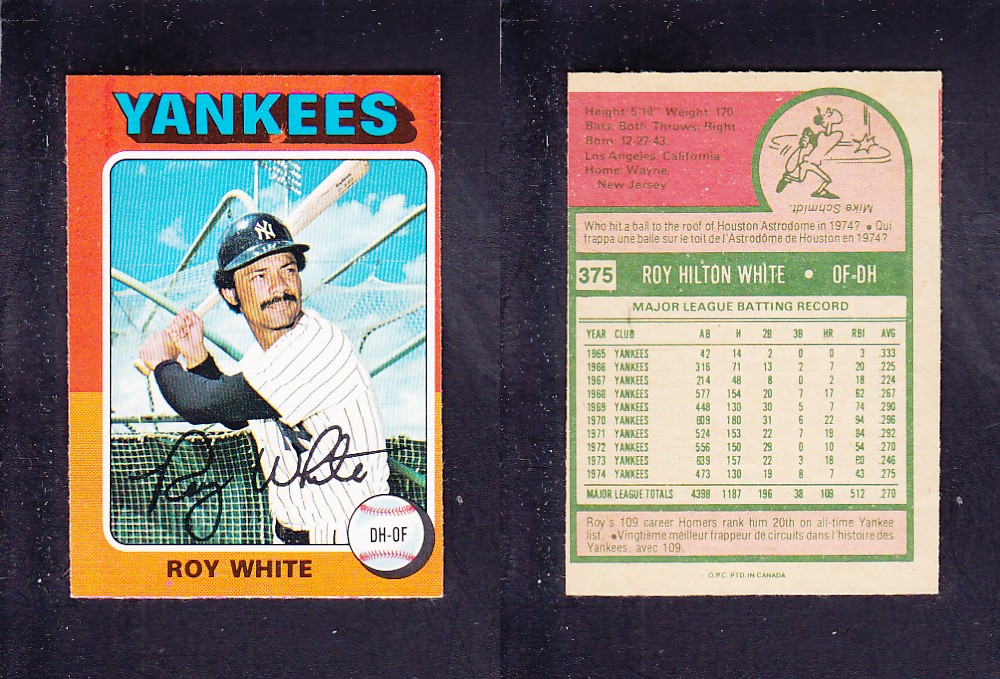 YANKEES
NY
Roy White
DH-OF
ROY WHITE
Height: 5'10" Weight: 170
Bats: Both Throws: Right
Born: 12-27-43,
Los Angeles, California
Home: Wayne,
New Jersey
Mike Schmidt.
Who hit a ball to the roof of Houston Astrodome in 1974? • Qui
frappa une balle sur le toit de l'Astrodôme de Houston en 1974?
375 ROY HILTON WHITE • OF-DH
MAJOR LEAGUE BATTING RECORD
YEAR CLUB AB H 2B 3B HR RBI AVG
1965 YANKEES 42 14 2 0 0 3 .333
1966 YANKEES 316 71 13 2 7 20 .225
1967 YANKEES 214 48 8 0 2 18 .224
1968 YANKEES 577 154 20 7 17 62 .267
1969 YANKEES 448 130 30 5 7 74 .290
1970 YANKEES 609 180 31 6 22 94 .296
1971 YANKEES 524 153 22 7 19 84 .292
1972 YANKEES 556 150 29 0 10 54 .270
1973 YANKEES 639 157 22 3 18 60 .246
1974 YANKEES 473 130 19 8 7 43 .275
MAJOR LEAGUE TOTALS 4398 1187 196 38 109 512 .270
Roy's 109 career Homers rank him 20th on all-time Yankee
list. •Vingtième meilleur frappeur de circuits dans l'histoire des
Yankees, avec 109.
O.P.C. PTD. IN CANADA